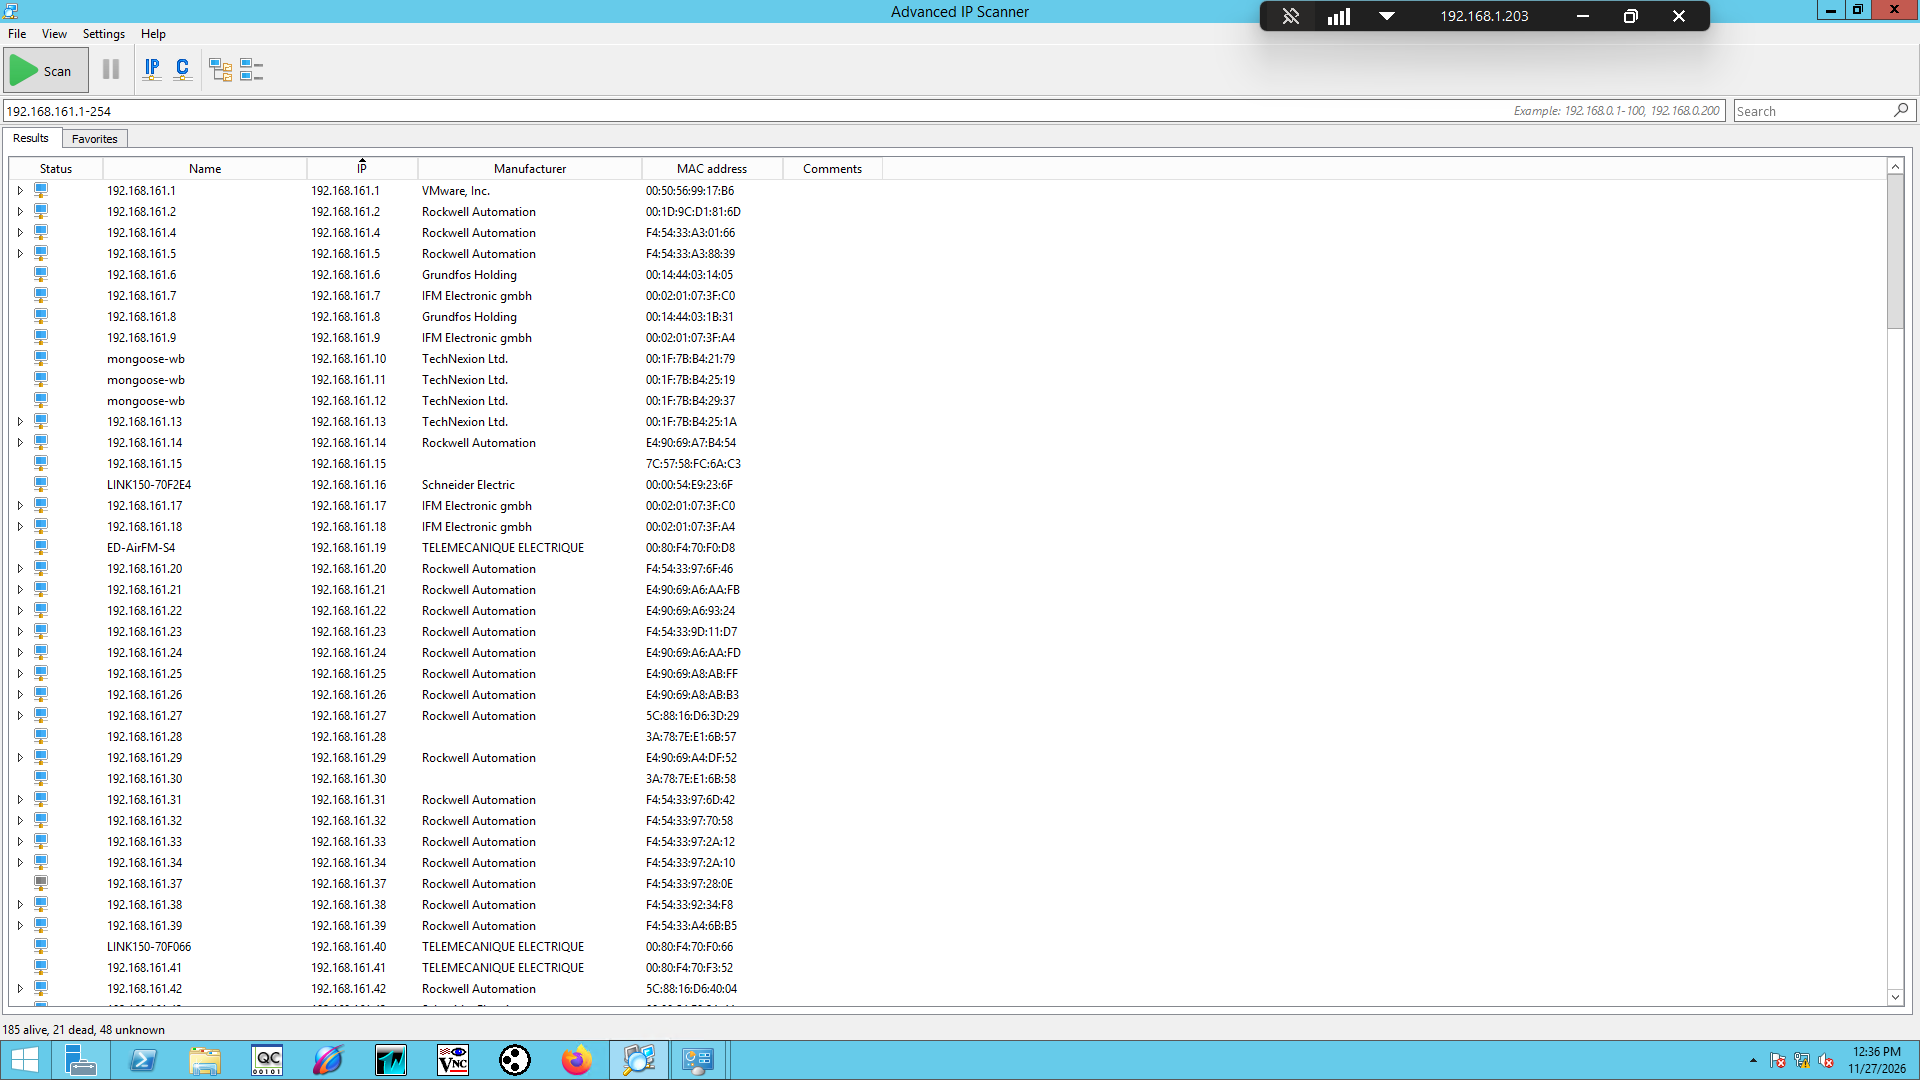 Advanced IP Scanner
192.168.1.203
File View Settings Help
Scan
IP C
192.168.161.1-254 Example: 192.168.0.1-100, 192.168.0.200 Search
Results Favorites
Status Name IP Manufacturer MAC address Comments
192.168.161.1 192.168.161.1 VMware, Inc. 00:50:56:99:17:B6
192.168.161.2 192.168.161.2 Rockwell Automation 00:1D:9C:D1:81:6D
192.168.161.4 192.168.161.4 Rockwell Automation F4:54:33:A3:01:66
192.168.161.5 192.168.161.5 Rockwell Automation F4:54:33:A3:88:39
192.168.161.6 192.168.161.6 Grundfos Holding 00:14:44:03:14:05
192.168.161.7 192.168.161.7 IFM Electronic gmbh 00:02:01:07:3F:C0
192.168.161.8 192.168.161.8 Grundfos Holding 00:14:44:03:1B:31
192.168.161.9 192.168.161.9 IFM Electronic gmbh 00:02:01:07:3F:A4
mongoose-wb 192.168.161.10 TechNexion Ltd. 00:1F:7B:B4:21:79
mongoose-wb 192.168.161.11 TechNexion Ltd. 00:1F:7B:B4:25:19
mongoose-wb 192.168.161.12 TechNexion Ltd. 00:1F:7B:B4:29:37
192.168.161.13 192.168.161.13 TechNexion Ltd. 00:1F:7B:B4:25:1A
192.168.161.14 192.168.161.14 Rockwell Automation E4:90:69:A7:B4:54
192.168.161.15 192.168.161.15 7C:57:58:FC:6A:C3
LINK150-70F2E4 192.168.161.16 Schneider Electric 00:00:54:E9:23:6F
192.168.161.17 192.168.161.17 IFM Electronic gmbh 00:02:01:07:3F:C0
192.168.161.18 192.168.161.18 IFM Electronic gmbh 00:02:01:07:3F:A4
ED-AirFM-S4 192.168.161.19 TELEMECANIQUE ELECTRIQUE 00:80:F4:70:F0:D8
192.168.161.20 192.168.161.20 Rockwell Automation F4:54:33:97:6F:46
192.168.161.21 192.168.161.21 Rockwell Automation E4:90:69:A6:AA:FB
192.168.161.22 192.168.161.22 Rockwell Automation E4:90:69:A6:93:24
192.168.161.23 192.168.161.23 Rockwell Automation F4:54:33:9D:11:D7
192.168.161.24 192.168.161.24 Rockwell Automation E4:90:69:A6:AA:FD
192.168.161.25 192.168.161.25 Rockwell Automation E4:90:69:A8:AB:FF
192.168.161.26 192.168.161.26 Rockwell Automation E4:90:69:A8:AB:B3
192.168.161.27 192.168.161.27 Rockwell Automation 5C:88:16:D6:3D:29
192.168.161.28 192.168.161.28 3A:78:7E:E1:6B:57
192.168.161.29 192.168.161.29 Rockwell Automation E4:90:69:A4:DF:52
192.168.161.30 192.168.161.30 3A:78:7E:E1:6B:58
192.168.161.31 192.168.161.31 Rockwell Automation F4:54:33:97:6D:42
192.168.161.32 192.168.161.32 Rockwell Automation F4:54:33:97:70:58
192.168.161.33 192.168.161.33 Rockwell Automation F4:54:33:97:2A:12
192.168.161.34 192.168.161.34 Rockwell Automation F4:54:33:97:2A:10
192.168.161.37 192.168.161.37 Rockwell Automation F4:54:33:97:28:0E
192.168.161.38 192.168.161.38 Rockwell Automation F4:54:33:92:34:F8
192.168.161.39 192.168.161.39 Rockwell Automation F4:54:33:A4:6B:B5
LINK150-70F066 192.168.161.40 TELEMECANIQUE ELECTRIQUE 00:80:F4:70:F0:66
192.168.161.41 192.168.161.41 TELEMECANIQUE ELECTRIQUE 00:80:F4:70:F3:52
192.168.161.42 192.168.161.42 Rockwell Automation 5C:88:16:D6:40:04
185 alive, 21 dead, 48 unknown
QC
00101
VNC
12:36 PM
11/27/2026